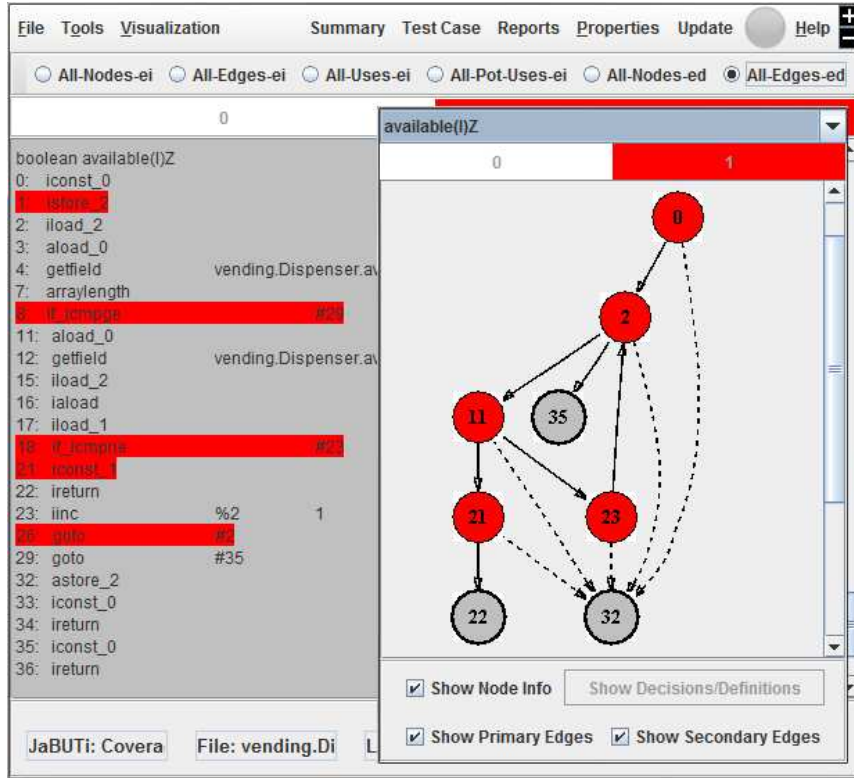 File Tools Visualization Summary Test Case Reports Properties Update Help
All-Nodes-ei All-Edges-ei All-Uses-ei All-Pot-Uses-ei All-Nodes-ed All-Edges-ed
0
boolean available(I)Z
0: iconst_0
1: istore_2
2: iload_2
3: aload_0
4: getfield vending.Dispenser.av
7: arraylength
8: if_icmpge #29
11: aload_0
12: getfield vending.Dispenser.av
15: iload_2
16: iaload
17: iload_1
18: if_icmpne #23
21: iconst_1
22: ireturn
23: iinc %2 1
26: goto #2
29: goto #35
32: astore_2
33: iconst_0
34: ireturn
35: iconst_0
36: ireturn
available(I)Z
0 1
0
2
11 35
21 23
22 32
Show Node Info Show Decisions/Definitions
Show Primary Edges Show Secondary Edges
JaBUTi: Covera File: vending.Di L